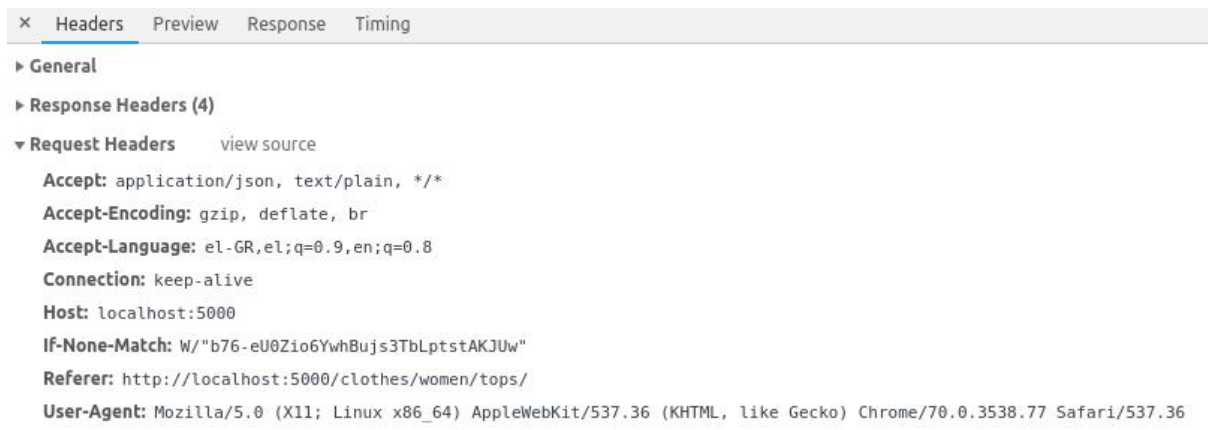 × Headers Preview Response Timing
▸ General
▸ Response Headers (4)
▾ Request Headers view source
Accept: application/json, text/plain, */*
Accept-Encoding: gzip, deflate, br
Accept-Language: el-GR,el;q=0.9,en;q=0.8
Connection: keep-alive
Host: localhost:5000
If-None-Match: W/"b76-eU0Zio6YwhBujs3TbLptstAKJUw"
Referer: http://localhost:5000/clothes/women/tops/
User-Agent: Mozilla/5.0 (X11; Linux x86_64) AppleWebKit/537.36 (KHTML, like Gecko) Chrome/70.0.3538.77 Safari/537.36